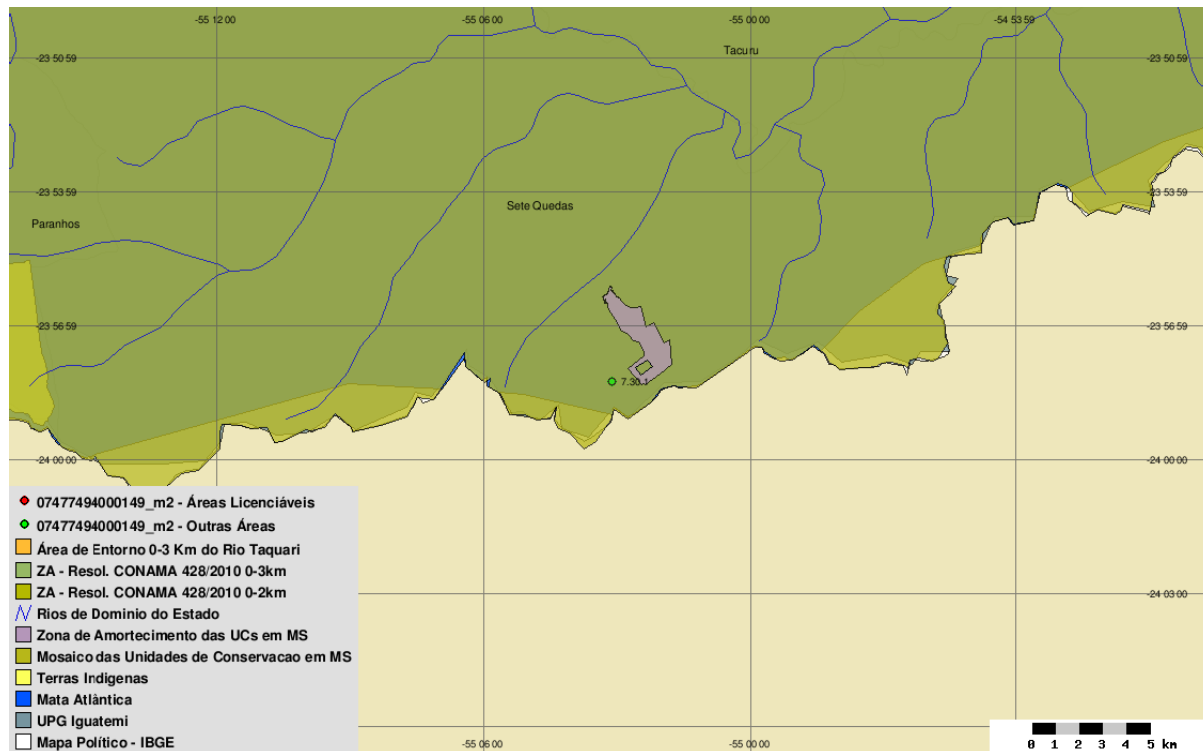 -55 12 00
-55 06 00
-55 00 00
-54 53 59
-23 50 59
Tacuru
-23 50 59
-23 53 59
-23 53 59
Sete Quedas
Paranhos
-23 56 59
-23 56 59
7.30.1
-24 00 00
-24 00 00
07477494000149_m2 - Áreas Licenciáveis
07477494000149_m2 - Outras Áreas
Área de Entorno 0-3 Km do Rio Taquari
ZA - Resol. CONAMA 428/2010 0-3km
ZA - Resol. CONAMA 428/2010 0-2km
Rios de Dominio do Estado
Zona de Amortecimento das UCs em MS
Mosaico das Unidades de Conservacao em MS
Terras Indigenas
Mata Atlântica
UPG Iguatemi
Mapa Político - IBGE
-24 03 00
-55 06 00
-55 00 00
0 1 2 3 4 5 km